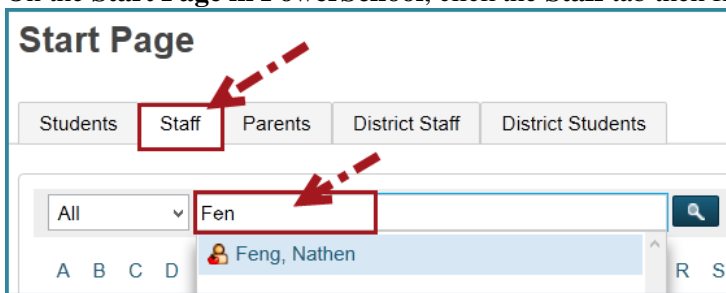 On the Start Page in PowerSchool, click the Staff tab then
Start Page
Students Staff Parents District Staff District Students
All Fen
Feng, Nathen
A B C D R S